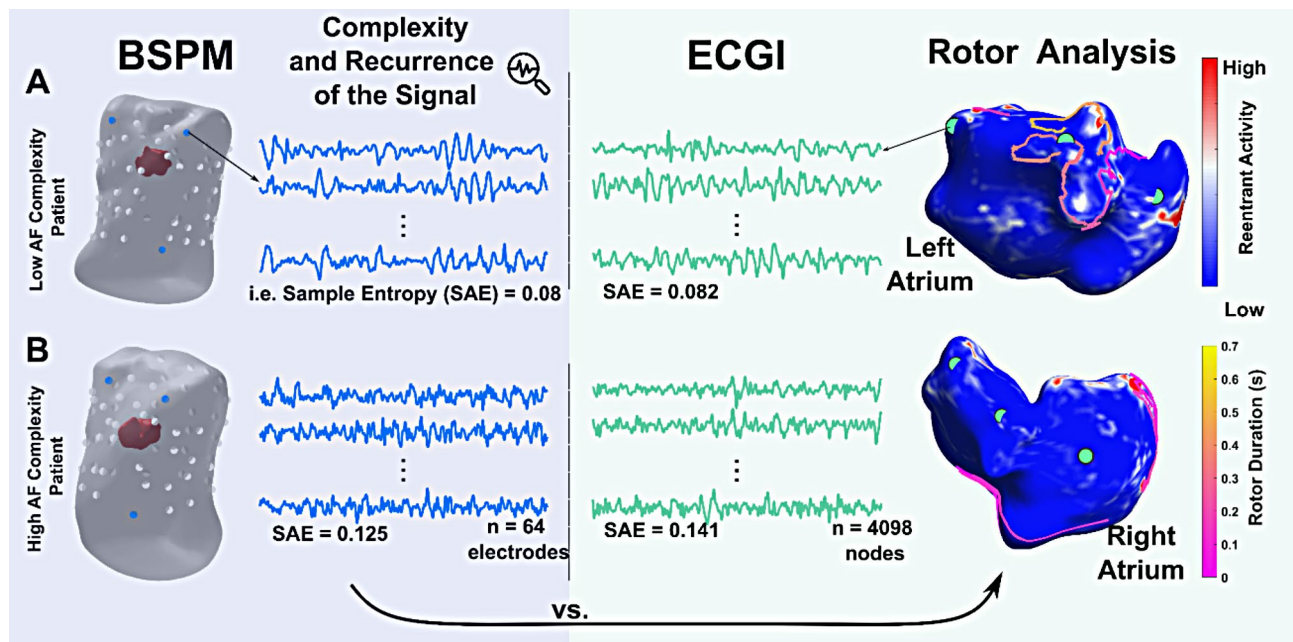 BSPM
Complexity
and Recurrence
of the Signal
ECGI
Rotor Analysis
A
Low AF Complexity
Patient
⋮
i.e. Sample Entropy (SAE) = 0.08
⋮
SAE = 0.082
Left
Atrium
High
Reentrant Activity
Low
B
High AF Complexity
Patient
⋮
SAE = 0.125
n = 64
electrodes
⋮
SAE = 0.141
n = 4098
nodes
Right
Atrium
0.7
0.6
0.5
0.4
0.3
0.2
0.1
0
Rotor Duration (s)
vs.